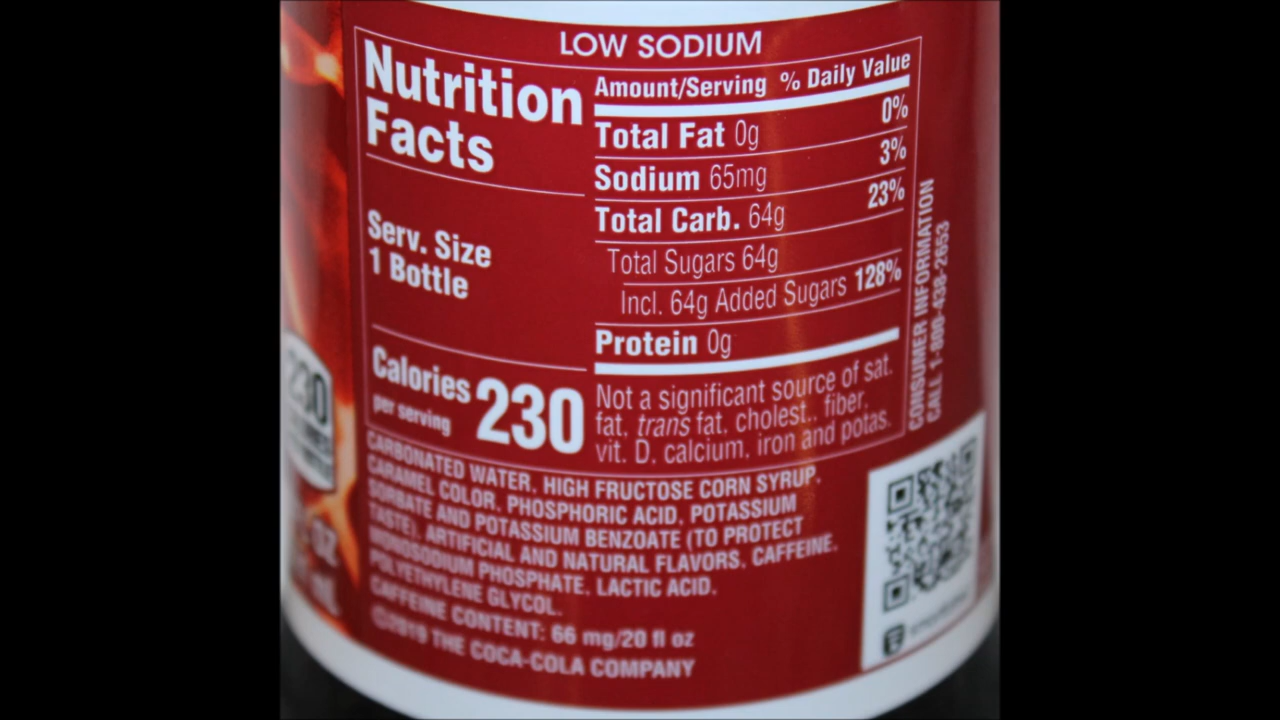 LOW SODIUM
Nutrition
Facts
Serv. Size
1 Bottle
Calories 230
per serving
Amount/Serving % Daily Value
Total Fat 0g 0%
Sodium 65mg 3%
Total Carb. 64g 23%
Total Sugars 64g
Incl. 64g Added Sugars 128%
Protein 0g
Not a significant source of sat.
fat, trans fat, cholest., fiber,
vit. D, calcium, iron and potas.
CARBONATED WATER, HIGH FRUCTOSE CORN SYRUP,
CARAMEL COLOR, PHOSPHORIC ACID, POTASSIUM
SORBATE AND POTASSIUM BENZOATE (TO PROTECT
TASTE), ARTIFICIAL AND NATURAL FLAVORS, CAFFEINE,
MONOSODIUM PHOSPHATE, LACTIC ACID,
POLYETHYLENE GLYCOL.
CAFFEINE CONTENT: 66 mg/20 fl oz
©2019 THE COCA-COLA COMPANY
CONSUMER INFORMATION
CALL 1-800-438-2653
230
OZ
mL